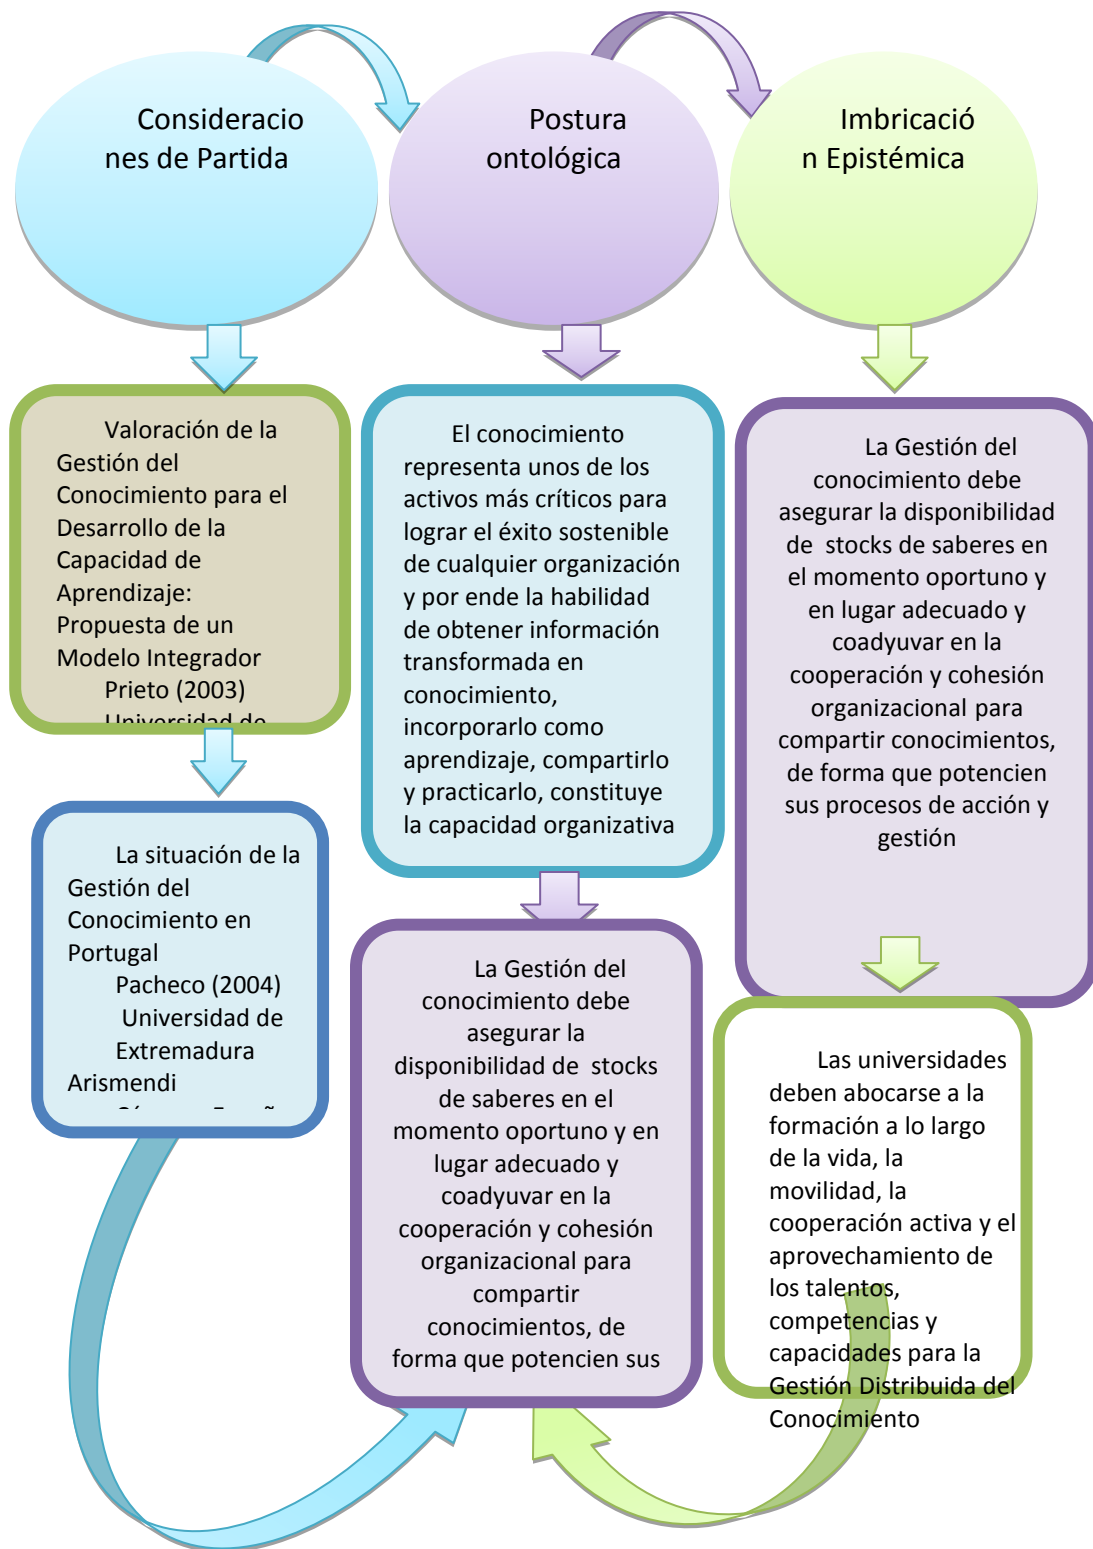 Consideracio
nes de Partida
Postura
ontológica
Imbricació
n Epistémica
Valoración de la
Gestión del
Conocimiento para el
Desarrollo de la
Capacidad de
Aprendizaje:
Propuesta de un
Modelo Integrador
Prieto (2003)
Universidad de
La situación de la
Gestión del
Conocimiento en
Portugal
Pacheco (2004)
Universidad de
Extremadura
Arismendi
El conocimiento
representa unos de los
activos más críticos para
lograr el éxito sostenible
de cualquier organización
y por ende la habilidad
de obtener información
transformada en
conocimiento,
incorporarlo como
aprendizaje, compartirlo
y practicarlo, constituye
la capacidad organizativa
La Gestión del
conocimiento debe
asegurar la
disponibilidad de stocks
de saberes en el
momento oportuno y en
lugar adecuado y
coadyuvar en la
cooperación y cohesión
organizacional para
compartir
conocimientos, de
forma que potencien sus
La Gestión del
conocimiento debe
asegurar la disponibilidad
de stocks de saberes en
el momento oportuno y
en lugar adecuado y
coadyuvar en la
cooperación y cohesión
organizacional para
compartir conocimientos,
de forma que potencien
sus procesos de acción y
gestión
Las universidades
deben abocarse a la
formación a lo largo
de la vida, la
movilidad, la
cooperación activa y el
aprovechamiento de
los talentos,
competencias y
capacidades para la
Gestión Distribuida del
Conocimiento